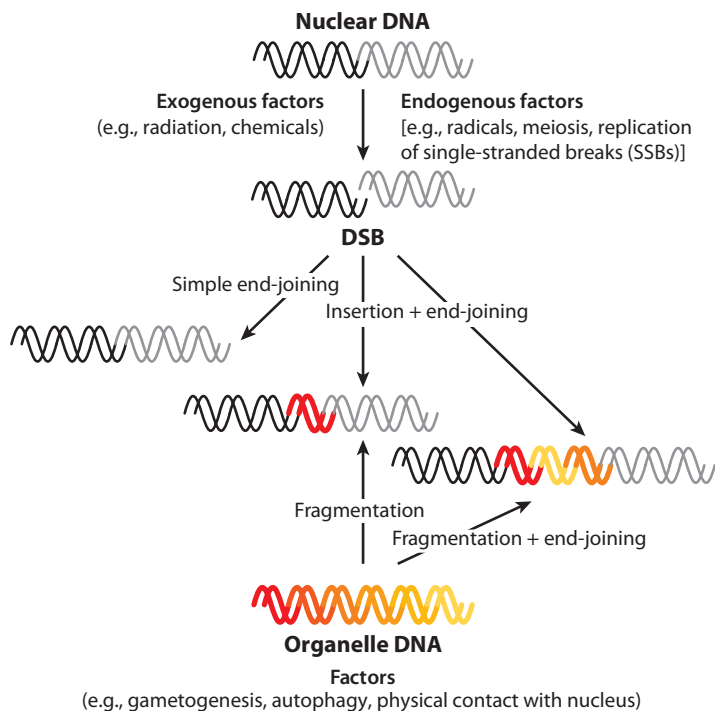 Nuclear DNA
Exogenous factors
(e.g., radiation, chemicals)
Endogenous factors
[e.g., radicals, meiosis, replication
of single-stranded breaks (SSBs)]
DSB
Simple end-joining
Insertion + end-joining
Fragmentation
Fragmentation + end-joining
Organelle DNA
Factors
(e.g., gametogenesis, autophagy, physical contact with nucleus)